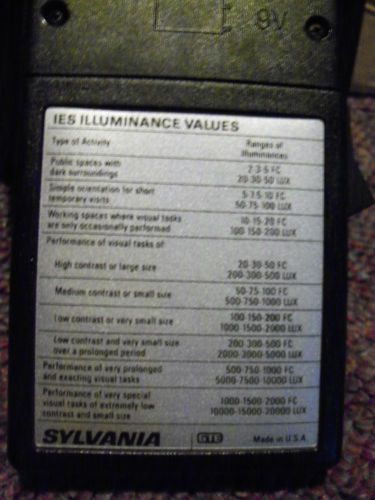 9V
IES ILLUMINANCE VALUES
Type of Activity Ranges of
Illuminances
Public spaces with
dark surroundings 2-3-5 FC
20-30-50 LUX
Simple orientation for short
temporary visits 5-7.5-10 FC
50-75-100 LUX
Working spaces where visual tasks
are only occasionally performed 10-15-20 FC
100-150-200 LUX
Performance of visual tasks of:
High contrast or large size 20-30-50 FC
200-300-500 LUX
Medium contrast or small size 50-75-100 FC
500-750-1000 LUX
Low contrast or very small size 100-150-200 FC
1000-1500-2000 LUX
Low contrast and very small size
over a prolonged period 200-300-500 FC
2000-3000-5000 LUX
Performance of very prolonged
and exacting visual tasks 500-750-1000 FC
5000-7500-10000 LUX
Performance of very special
visual tasks of extremely low
contrast and small size 1000-1500-2000 FC
10000-15000-20000 LUX
SYLVANIA GTE Made in U.S.A.